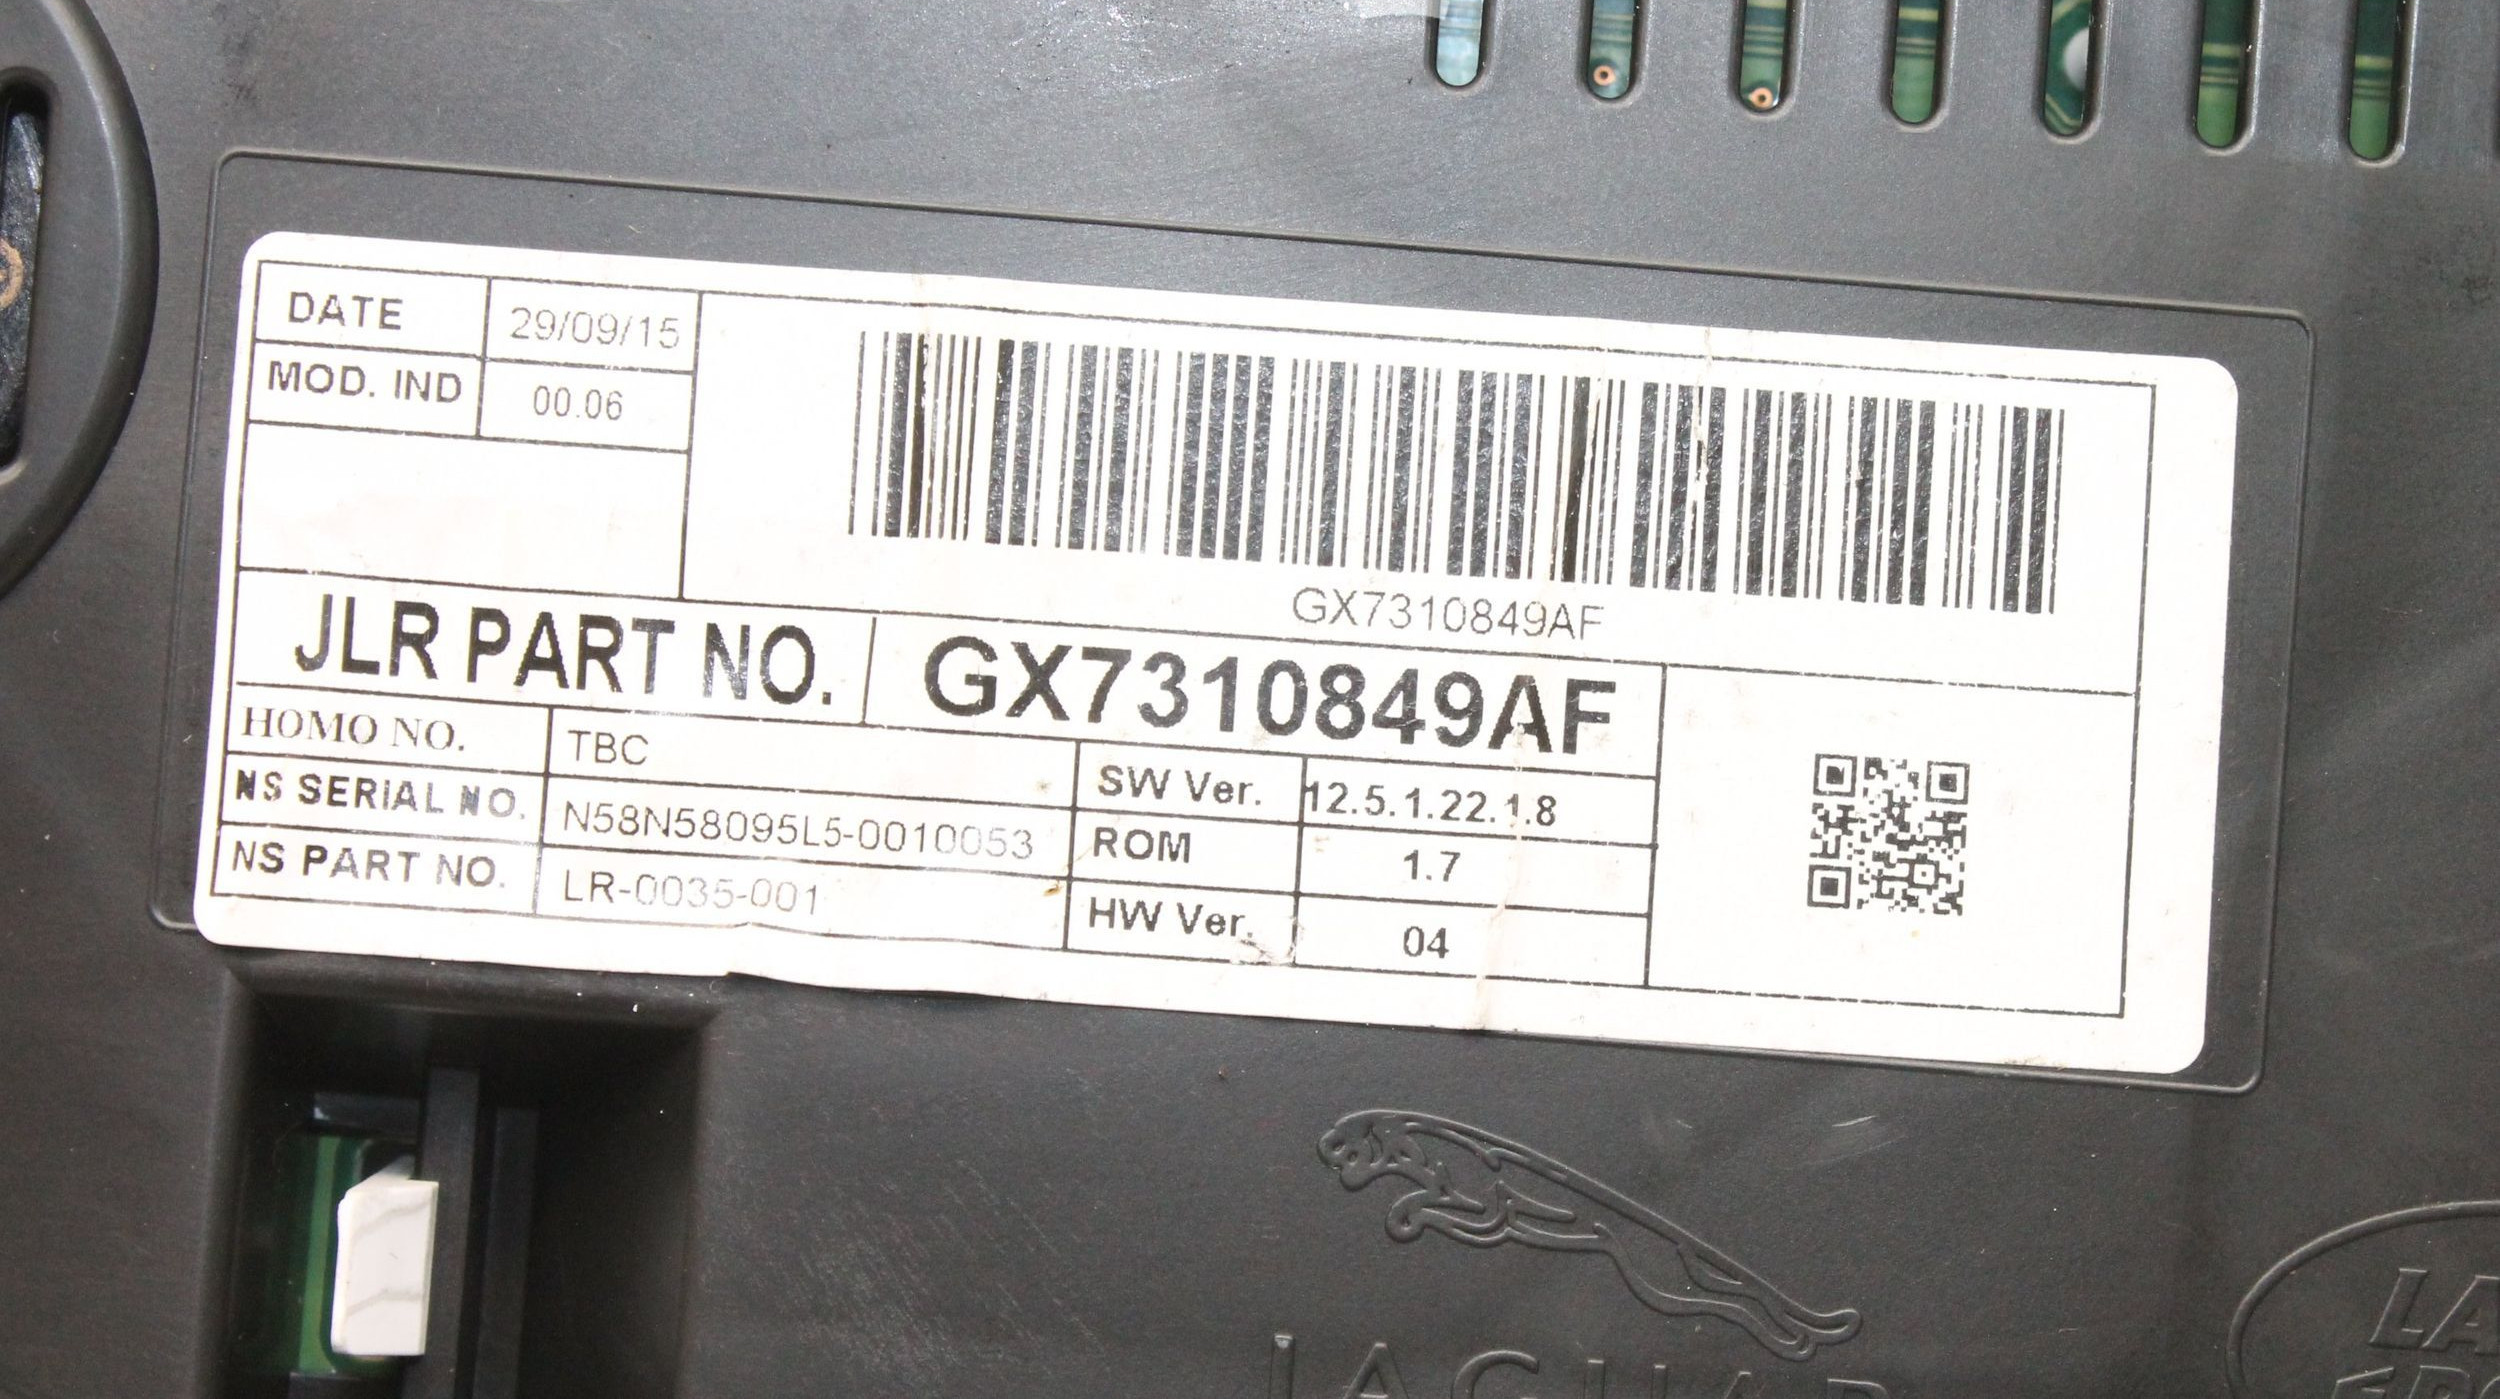 DATE 29/09/15
MOD. IND 00.06
GX7310849AF
JLR PART NO. GX7310849AF
HOMO NO. TBC
NS SERIAL NO. N58N58095L5-0010053
NS PART NO. LR-0035-001
SW Ver. 12.5.1.22.1.8
ROM 1.7
HW Ver. 04
JAGUAR
LA